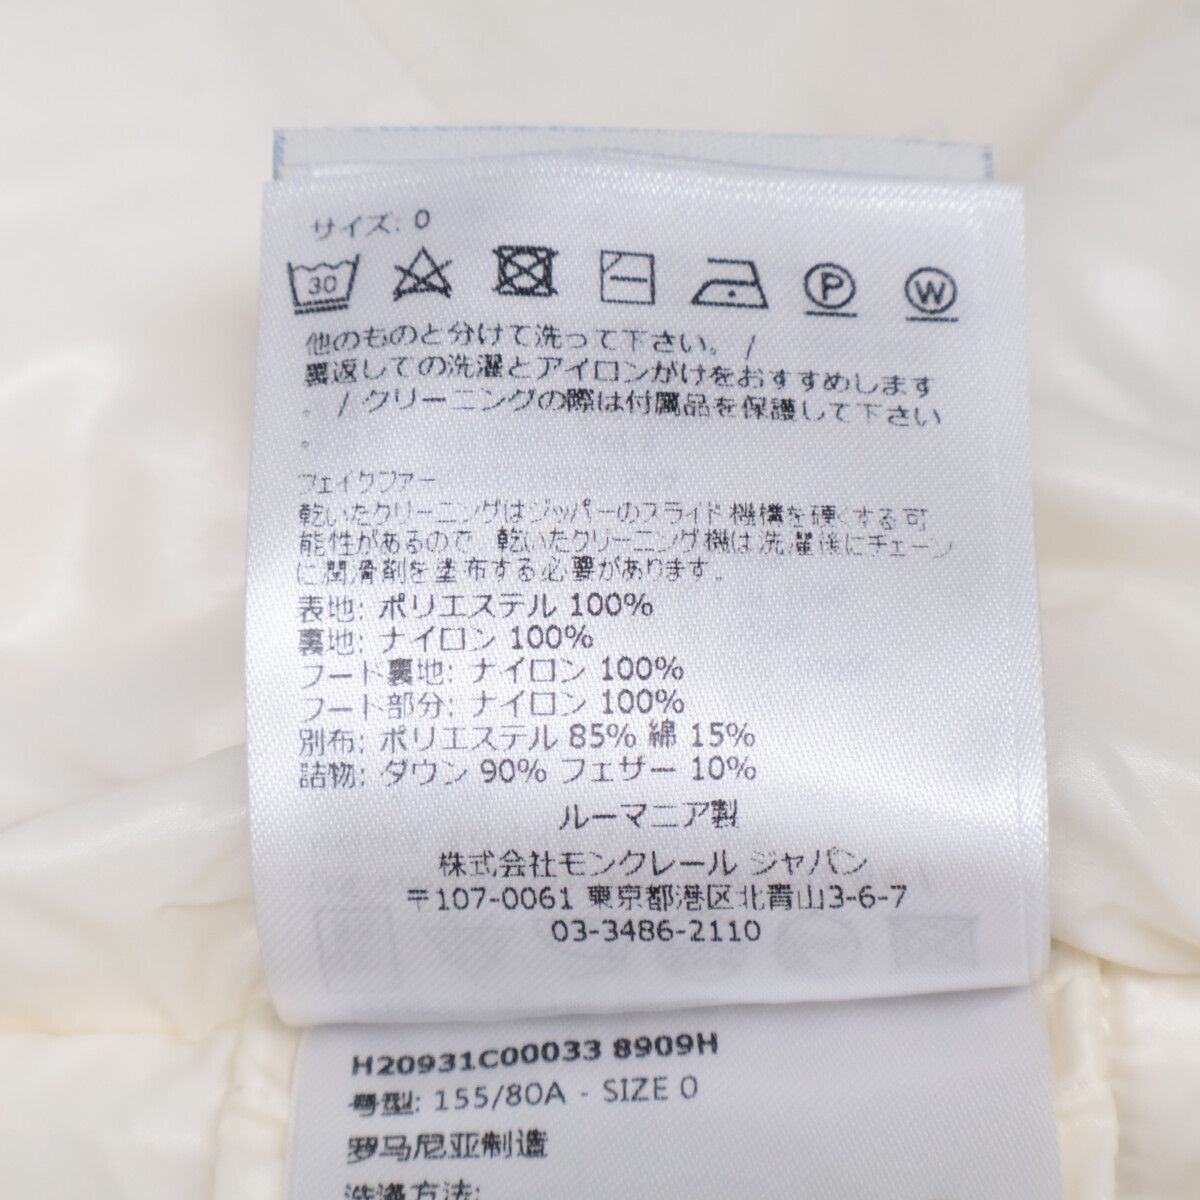 サイズ: 0
30
P
W
他のものと分けて洗って下さい。 /
裏返しての洗濯とアイロンがけをおすすめします
。 / クリーニングの際は付属品を保護して下さい
。
フェイクファー
乾いたクリーニングはジッパーのスライド機構を硬くする可
能性があるので、乾いたクリーニング機は洗濯後にチェーン
に潤滑剤を塗布する必要があります。
表地: ポリエステル 100%
裏地: ナイロン 100%
フート裏地: ナイロン 100%
フート部分: ナイロン 100%
別布: ポリエステル 85% 綿 15%
詰物: ダウン 90% フェザー 10%
ルーマニア製
株式会社モンクレール ジャパン
〒107-0061 東京都港区北青山3-6-7
03-3486-2110
H20931C00033 8909H
号型: 155/80A - SIZE 0
罗马尼亚制造
洗涤方法: